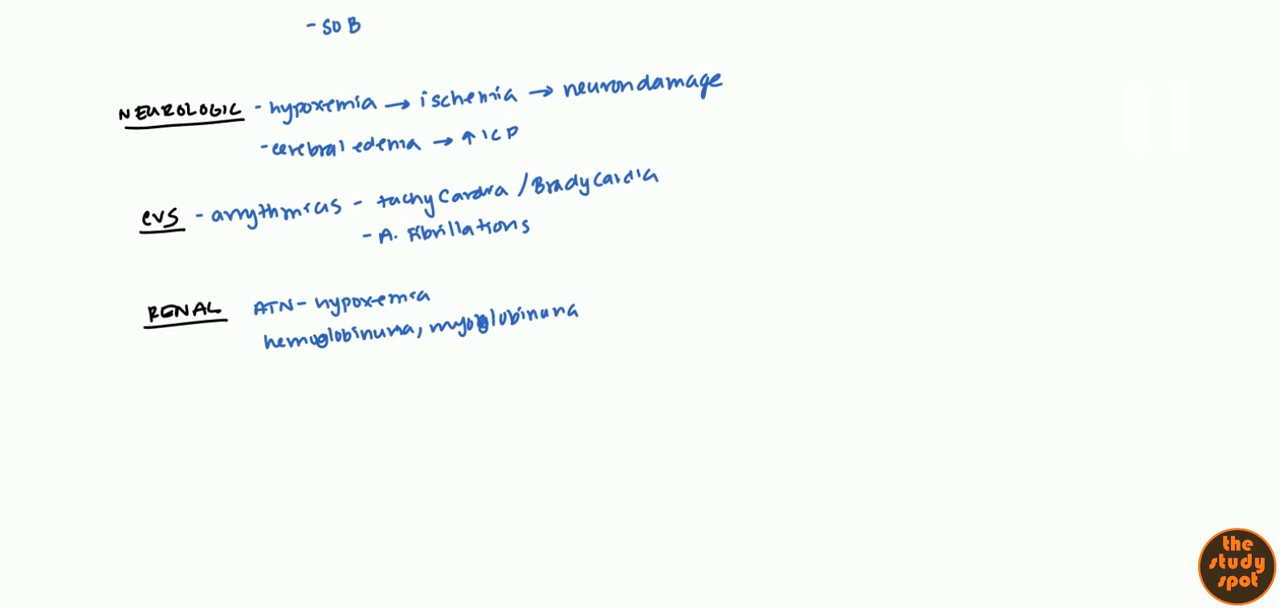 - SOB
NEUROLOGIC - hypoxemia → ischemia → neuron damage
- cerebral edema → ↑ ICP
CVS - arrythmias - tachycardia / Bradycardia
- A. Fibrillations
RENAL ATN - hypoxemia
hemoglobinuria, myoglobinuria
the
study
spot